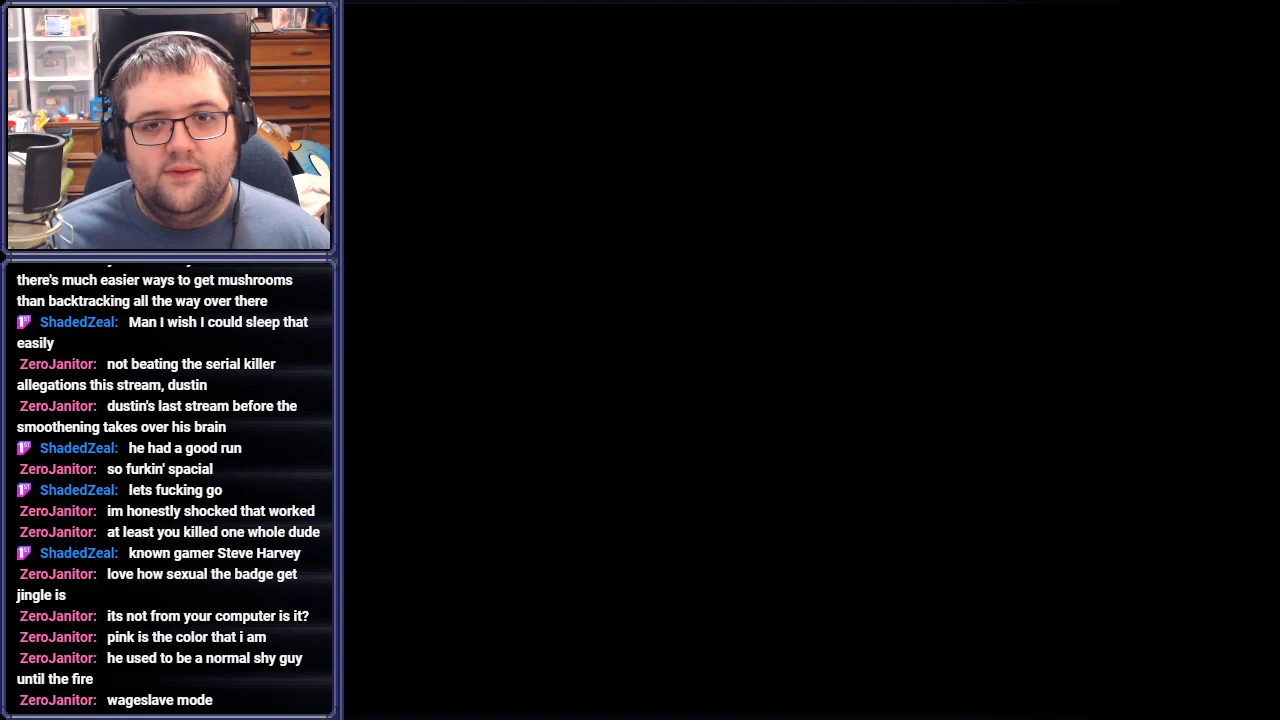 there's much easier ways to get mushrooms
than backtracking all the way over there
1ST ShadedZeal: Man I wish I could sleep that
easily
ZeroJanitor: not beating the serial killer
allegations this stream, dustin
ZeroJanitor: dustin's last stream before the
smoothening takes over his brain
1ST ShadedZeal: he had a good run
ZeroJanitor: so furkin' spacial
1ST ShadedZeal: lets fucking go
ZeroJanitor: im honestly shocked that worked
ZeroJanitor: at least you killed one whole dude
1ST ShadedZeal: known gamer Steve Harvey
ZeroJanitor: love how sexual the badge get
jingle is
ZeroJanitor: its not from your computer is it?
ZeroJanitor: pink is the color that i am
ZeroJanitor: he used to be a normal shy guy
until the fire
ZeroJanitor: wageslave mode